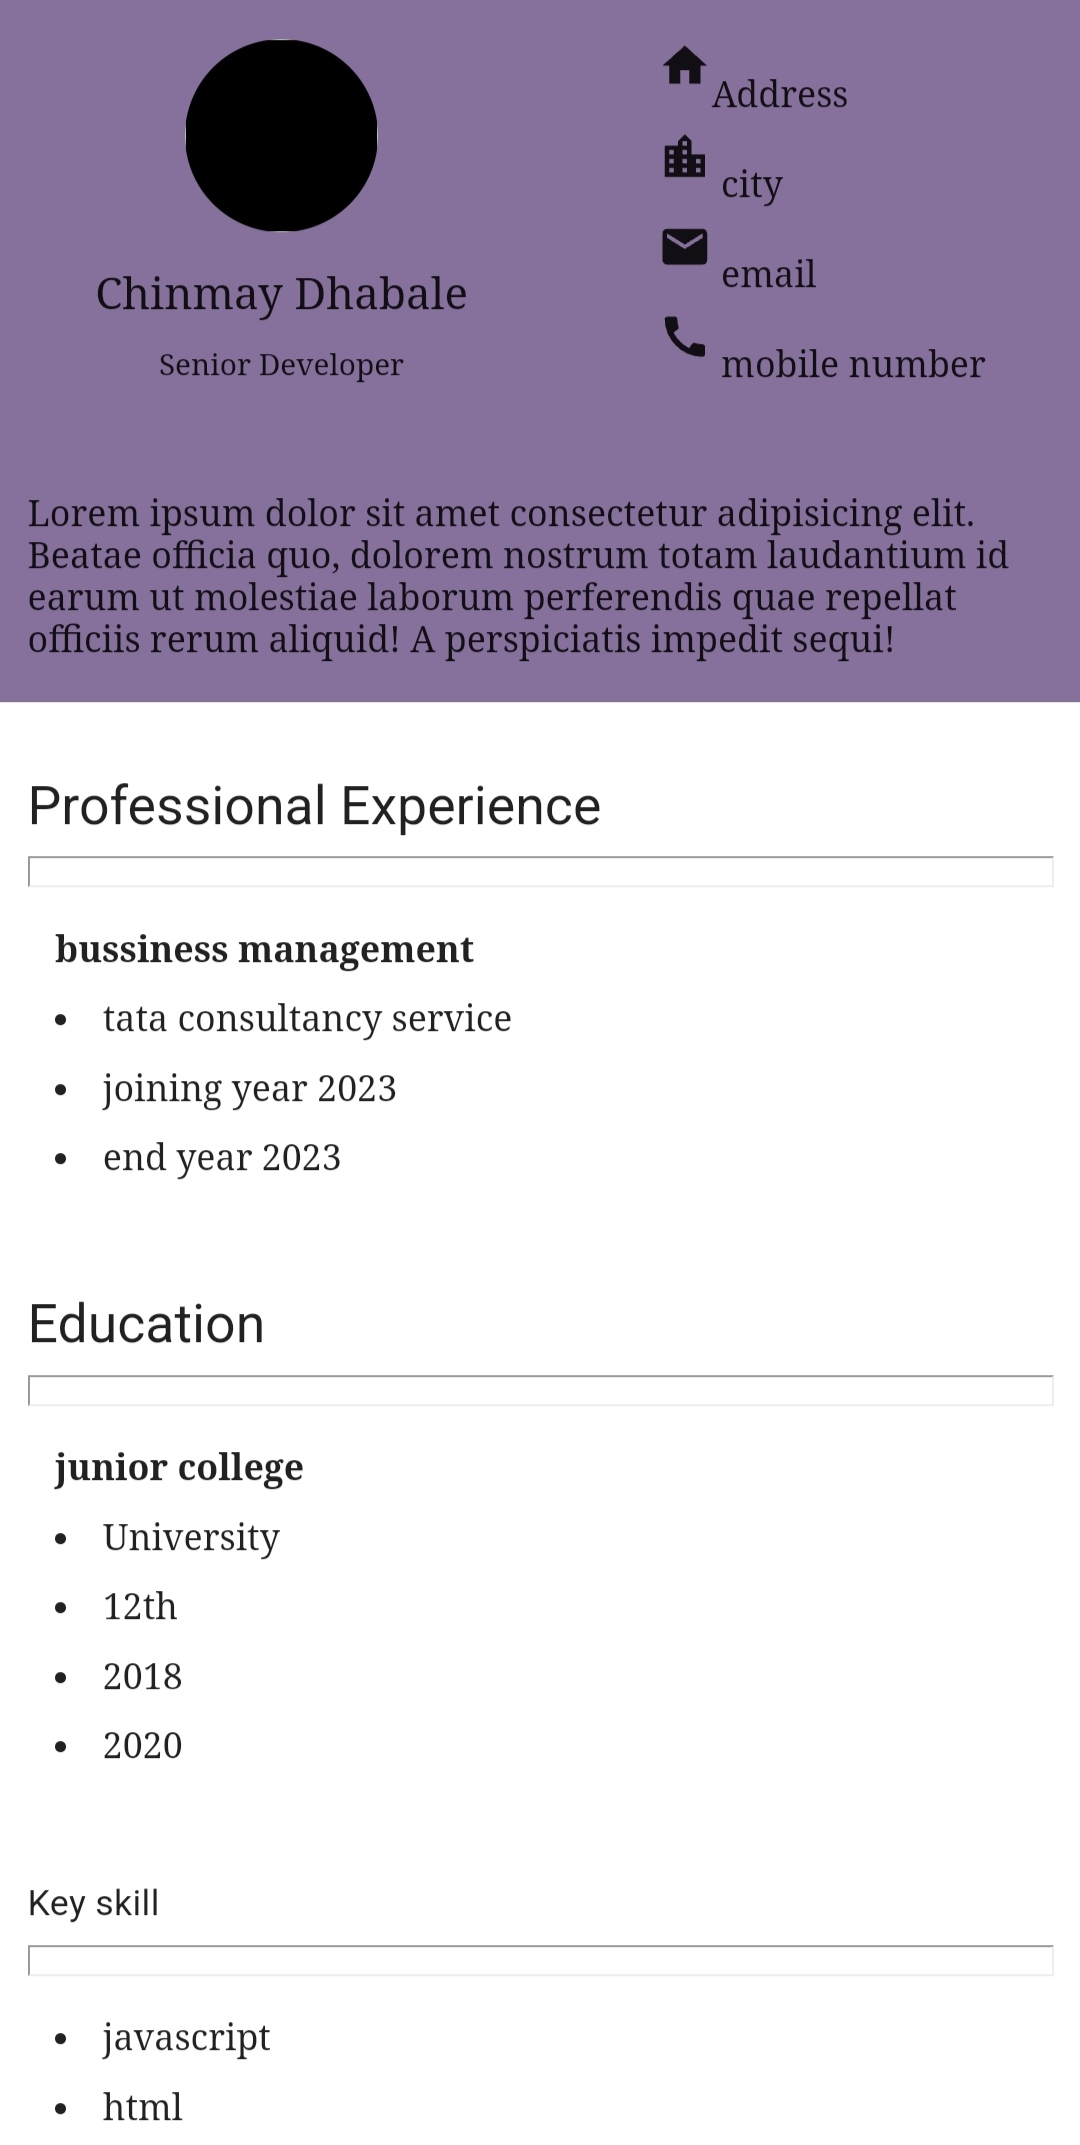 Chinmay Dhabale
Senior Developer
Address
city
email
mobile number
Lorem ipsum dolor sit amet consectetur adipisicing elit.
Beatae officia quo, dolorem nostrum totam laudantium id
earum ut molestiae laborum perferendis quae repellat
officiis rerum aliquid! A perspiciatis impedit sequi!
Professional Experience
bussiness management
• tata consultancy service
• joining year 2023
• end year 2023
Education
junior college
• University
• 12th
• 2018
• 2020
Key skill
• javascript
• html